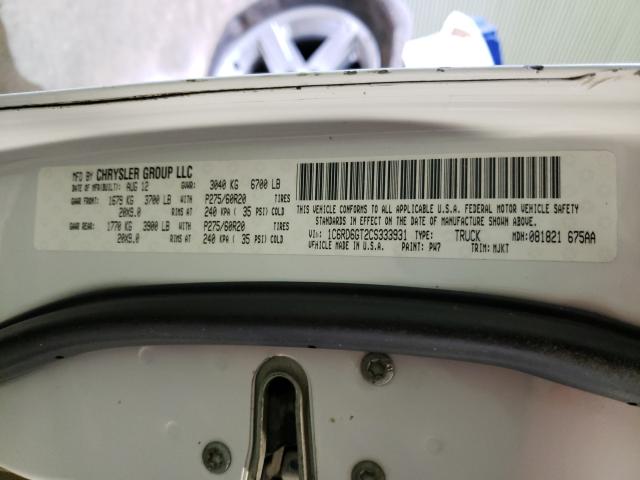 MFD BY CHRYSLER GROUP LLC
DATE OF MFR(BUILT): AUG 12 GVWR: 3040 KG 6700 LB
GAWR FRONT: 1679 KG 3700 LB WITH P275/60R20 TIRES
20X9.0 RIMS AT 240 KPA ( 35 PSI) COLD
GAWR REAR: 1770 KG 3900 LB WITH P275/60R20 TIRES
20X9.0 RIMS AT 240 KPA ( 35 PSI) COLD
THIS VEHICLE CONFORMS TO ALL APPLICABLE U.S.A. FEDERAL MOTOR VEHICLE SAFETY
STANDARDS IN EFFECT ON THE DATE OF MANUFACTURE SHOWN ABOVE.
VIN: 1C6RD6GT2CS333931 TYPE: TRUCK MDH: 081821 675AA
VEHICLE MADE IN U.S.A. PAINT: PW7 TRIM: MJKT